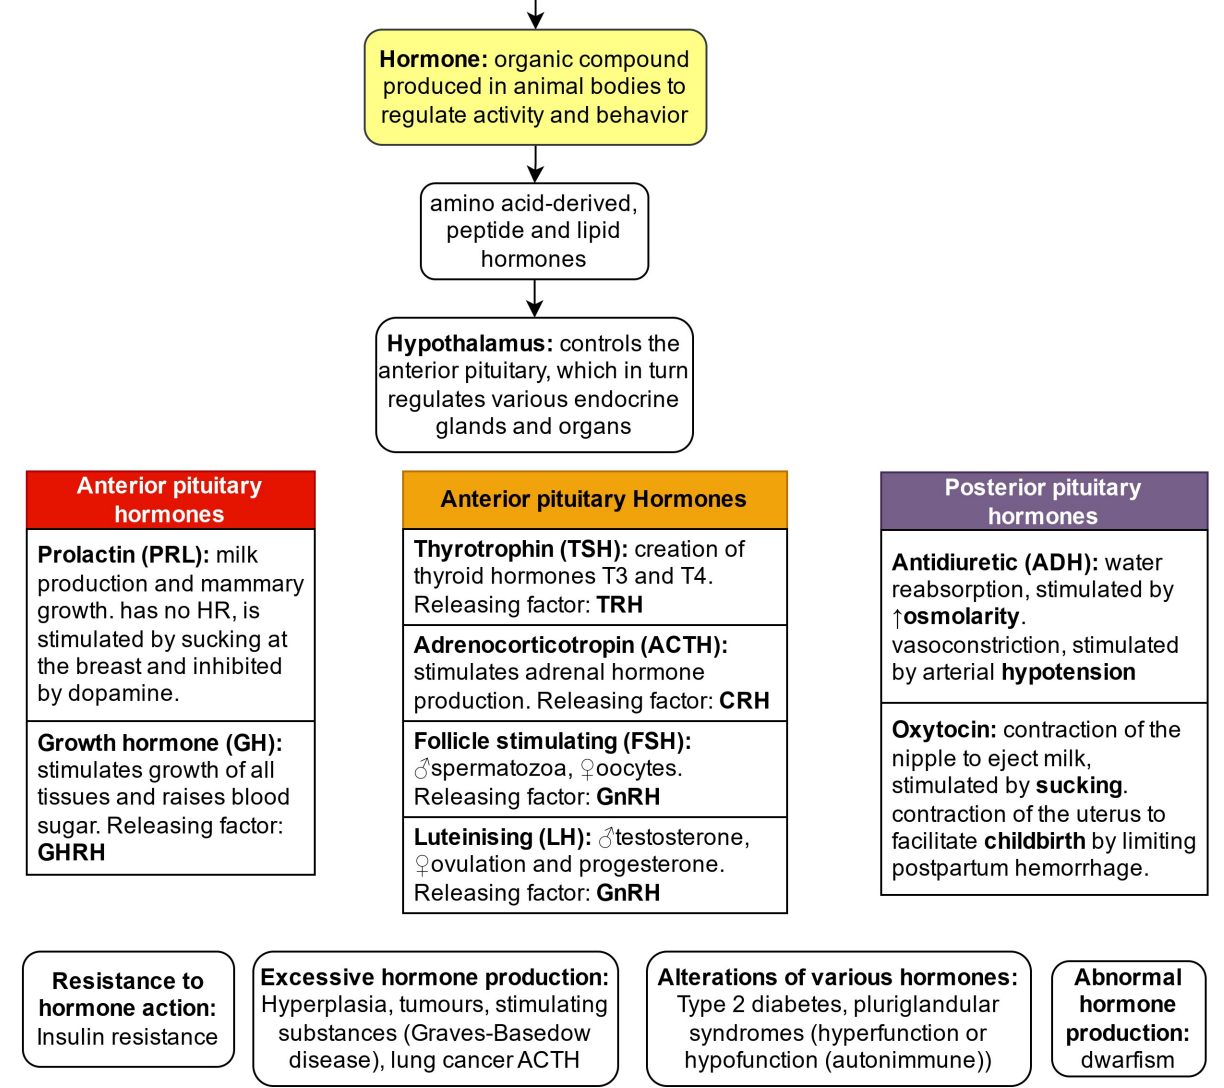 Hormone: organic compound
produced in animal bodies to
regulate activity and behavior
amino acid-derived,
peptide and lipid
hormones
Hypothalamus: controls the
anterior pituitary, which in turn
regulates various endocrine
glands and organs
Anterior pituitary
hormones
Prolactin (PRL): milk
production and mammary
growth. has no HR, is
stimulated by sucking at
the breast and inhibited
by dopamine.
Growth hormone (GH):
stimulates growth of all
tissues and raises blood
sugar. Releasing factor:
GHRH
Anterior pituitary Hormones
Thyrotrophin (TSH): creation of
thyroid hormones T3 and T4.
Releasing factor: TRH
Adrenocorticotropin (ACTH):
stimulates adrenal hormone
production. Releasing factor: CRH
Follicle stimulating (FSH):
♂spermatozoa, ♀oocytes.
Releasing factor: GnRH
Luteinising (LH): ♂testosterone,
♀ovulation and progesterone.
Releasing factor: GnRH
Posterior pituitary
hormones
Antidiuretic (ADH): water
reabsorption, stimulated by
↑osmolarity.
vasoconstriction, stimulated
by arterial hypotension
Oxytocin: contraction of the
nipple to eject milk,
stimulated by sucking.
contraction of the uterus to
facilitate childbirth by limiting
postpartum hemorrhage.
Resistance to
hormone action:
Insulin resistance
Excessive hormone production:
Hyperplasia, tumours, stimulating
substances (Graves-Basedow
disease), lung cancer ACTH
Alterations of various hormones:
Type 2 diabetes, pluriglandular
syndromes (hyperfunction or
hypofunction (autonimmune))
Abnormal
hormone
production:
dwarfism